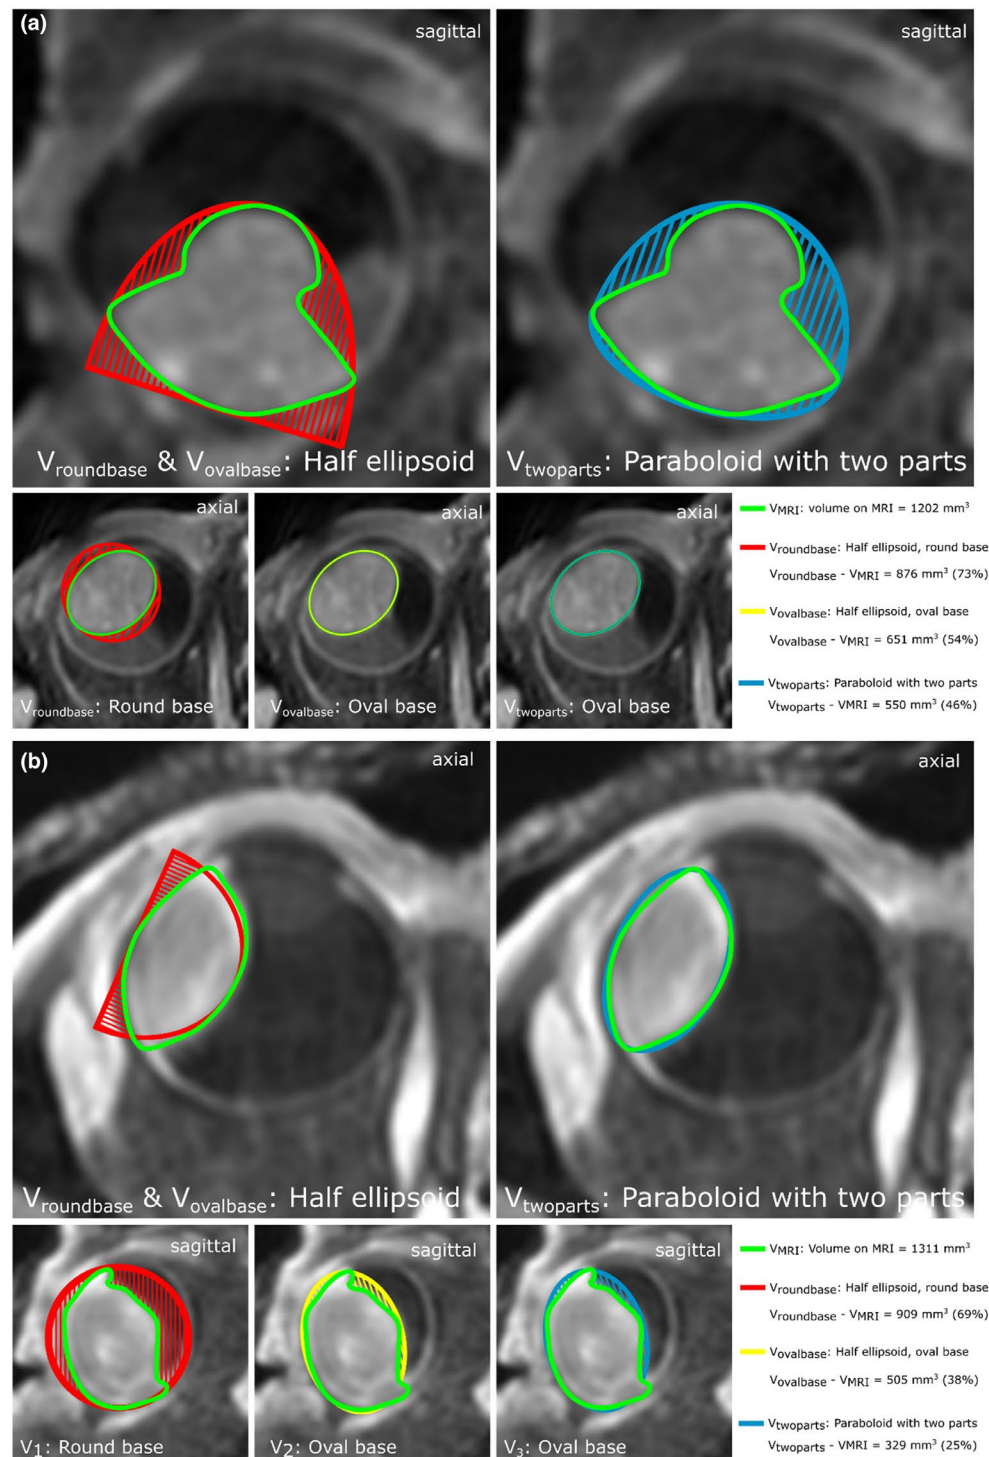 (a)
sagittal
sagittal
Vroundbase & Vovalbase: Half ellipsoid
Vtwoparts: Paraboloid with two parts
axial
axial
axial
Vroundbase: Round base
Vovalbase: Oval base
Vtwoparts: Oval base
VMRI: volume on MRI = 1202 mm³
Vroundbase: Half ellipsoid, round base
Vroundbase - VMRI = 876 mm³ (73%)
Vovalbase: Half ellipsoid, oval base
Vovalbase - VMRI = 651 mm³ (54%)
Vtwoparts: Paraboloid with two parts
Vtwoparts - VMRI = 550 mm³ (46%)
(b)
axial
axial
Vroundbase & Vovalbase: Half ellipsoid
Vtwoparts: Paraboloid with two parts
sagittal
sagittal
sagittal
V1: Round base
V2: Oval base
V3: Oval base
VMRI: Volume on MRI = 1311 mm³
Vroundbase: Half ellipsoid, round base
Vroundbase - VMRI = 909 mm³ (69%)
Vovalbase: Half ellipsoid, oval base
Vovalbase - VMRI = 505 mm³ (38%)
Vtwoparts: Paraboloid with two parts
Vtwoparts - VMRI = 329 mm³ (25%)